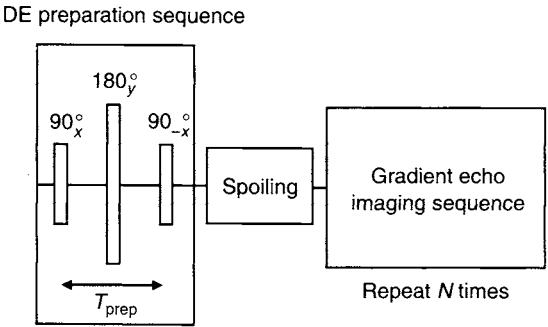 DE preparation sequence
180°y
90°x
90-x°
Spoiling
Gradient echo
imaging sequence
Tprep
Repeat N times